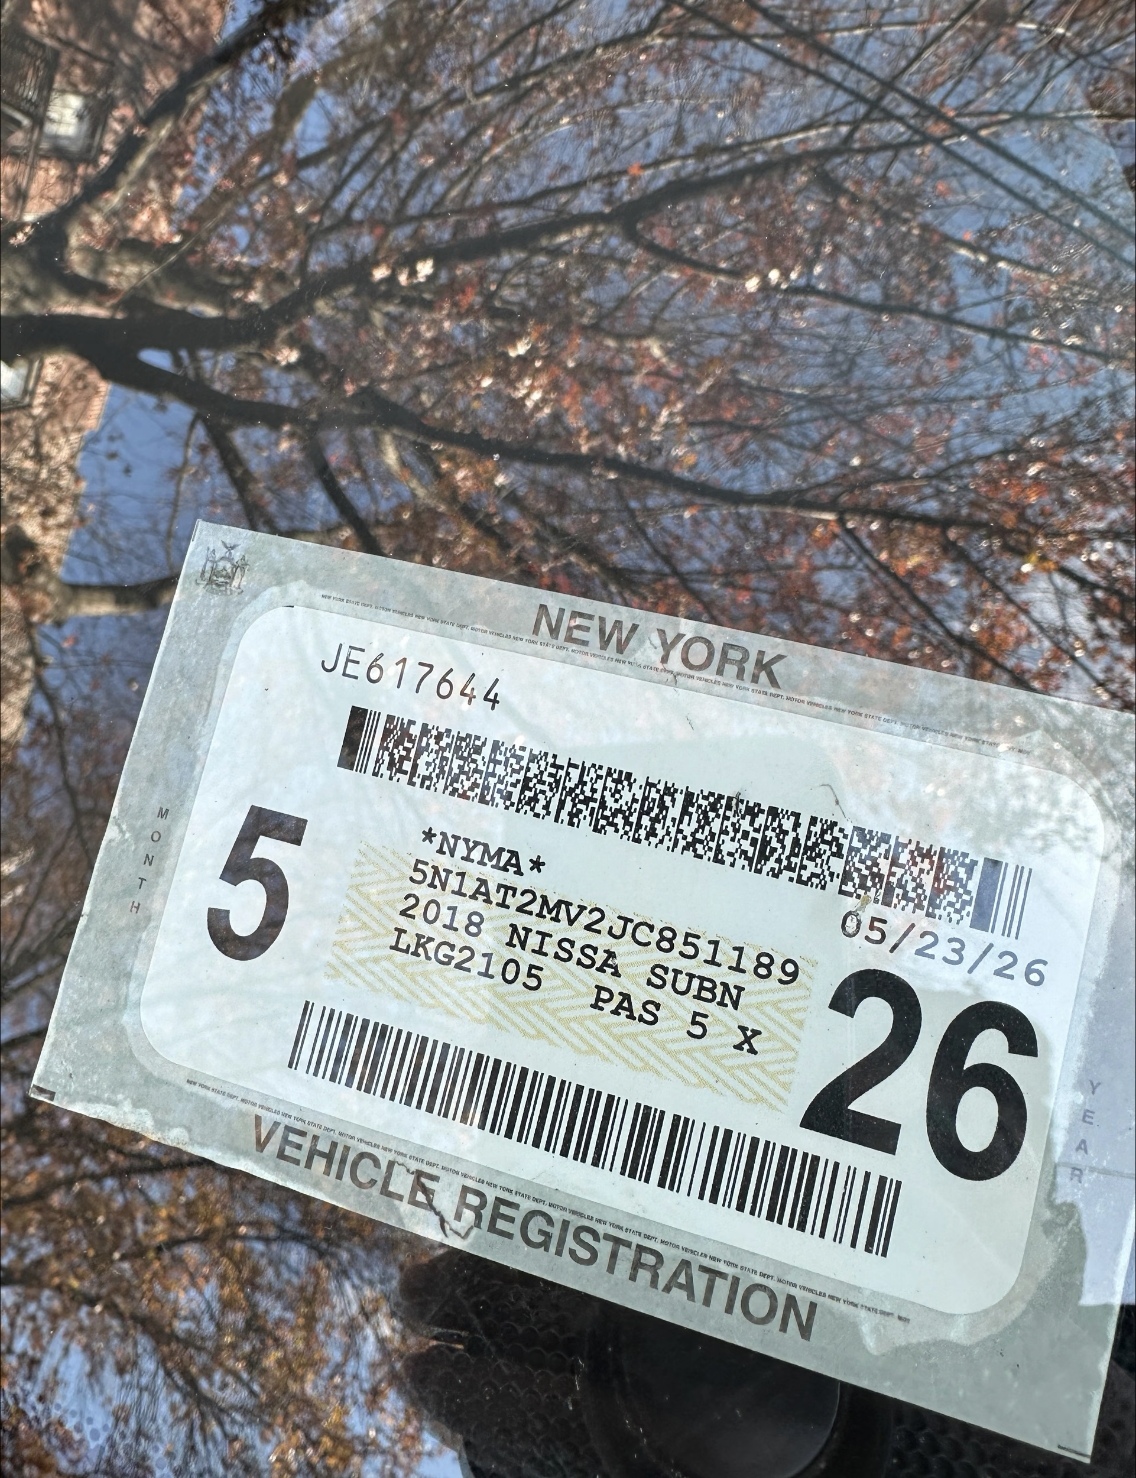 NEW YORK
JE617644
*NYMA*
5N1AT2MV2JC851189
05/23/26
2018 NISSA SUBN
LKG2105 PAS 5 X
MONTH
5
26
YEAR
VEHICLE REGISTRATION